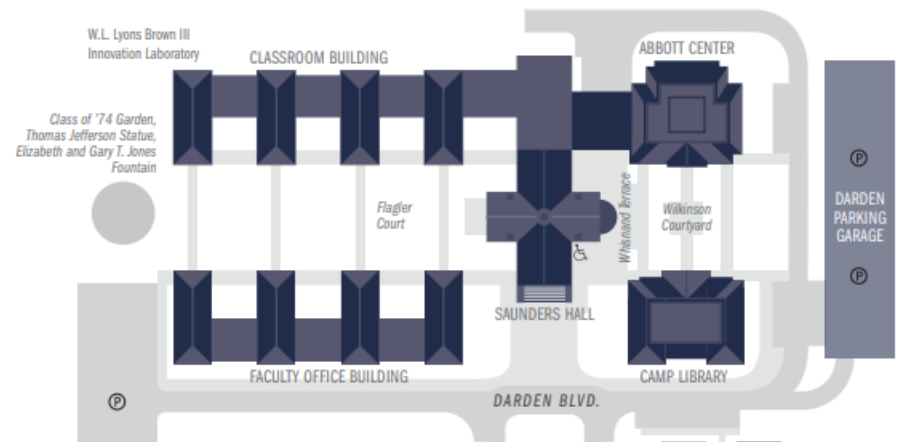 W.L. Lyons Brown III
Innovation Laboratory
CLASSROOM BUILDING
ABBOTT CENTER
Class of '74 Garden,
Thomas Jefferson Statue,
Elizabeth and Gary T. Jones
Fountain
P
Flagler
Court
Whisnand Terrace
Wilkinson
Courtyard
DARDEN
PARKING
GARAGE
P
SAUNDERS HALL
FACULTY OFFICE BUILDING
CAMP LIBRARY
P
DARDEN BLVD.